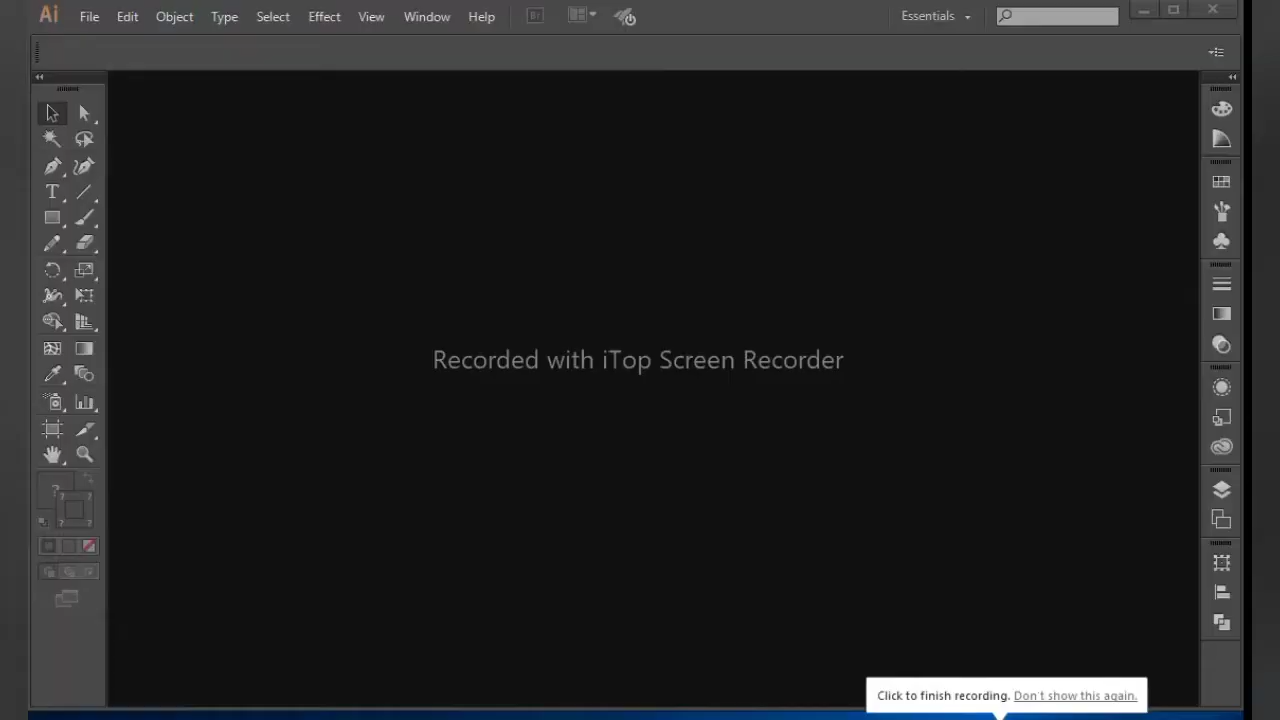 Ai File Edit Object Type Select Effect View Window Help Br Essentials
Recorded with iTop Screen Recorder
Click to finish recording. Don't show this again.